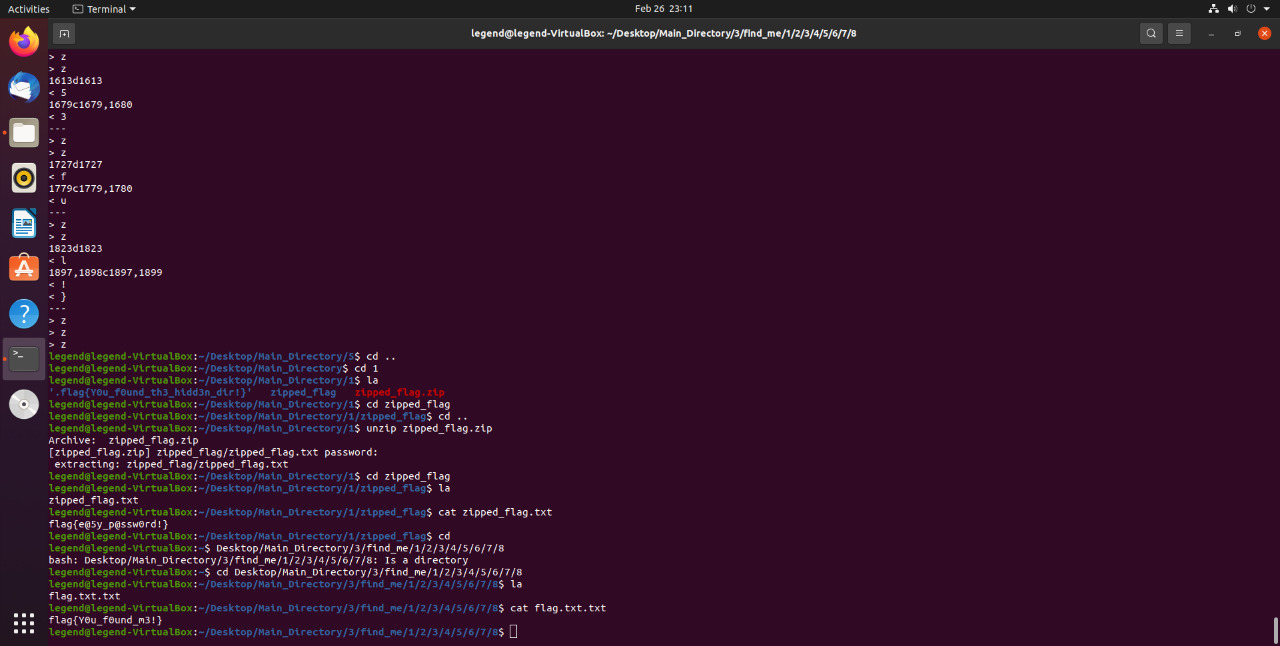 Activities Terminal Feb 26 23:11
legend@legend-VirtualBox: ~/Desktop/Main_Directory/3/find_me/1/2/3/4/5/6/7/8
> z
> z
1613d1613
< 5
1679c1679,1680
< 3
---
> z
> z
1727d1727
< f
1779c1779,1780
< u
---
> z
> z
1823d1823
< l
1897,1898c1897,1899
< !
< }
---
> z
> z
> z
legend@legend-VirtualBox:~/Desktop/Main_Directory/5$ cd ..
legend@legend-VirtualBox:~/Desktop/Main_Directory$ cd 1
legend@legend-VirtualBox:~/Desktop/Main_Directory/1$ la
'.flag{Y0u_f0und_th3_hidd3n_dir!}' zipped_flag zipped_flag.zip
legend@legend-VirtualBox:~/Desktop/Main_Directory/1$ cd zipped_flag
legend@legend-VirtualBox:~/Desktop/Main_Directory/1/zipped_flag$ cd ..
legend@legend-VirtualBox:~/Desktop/Main_Directory/1$ unzip zipped_flag.zip
Archive:  zipped_flag.zip
[zipped_flag.zip] zipped_flag/zipped_flag.txt password:
 extracting: zipped_flag/zipped_flag.txt
legend@legend-VirtualBox:~/Desktop/Main_Directory/1$ cd zipped_flag
legend@legend-VirtualBox:~/Desktop/Main_Directory/1/zipped_flag$ la
zipped_flag.txt
legend@legend-VirtualBox:~/Desktop/Main_Directory/1/zipped_flag$ cat zipped_flag.txt
flag{e@5y_p@ssw0rd!}
legend@legend-VirtualBox:~/Desktop/Main_Directory/1/zipped_flag$ cd
legend@legend-VirtualBox:~$ Desktop/Main_Directory/3/find_me/1/2/3/4/5/6/7/8
bash: Desktop/Main_Directory/3/find_me/1/2/3/4/5/6/7/8: Is a directory
legend@legend-VirtualBox:~$ cd Desktop/Main_Directory/3/find_me/1/2/3/4/5/6/7/8
legend@legend-VirtualBox:~/Desktop/Main_Directory/3/find_me/1/2/3/4/5/6/7/8$ la
flag.txt.txt
legend@legend-VirtualBox:~/Desktop/Main_Directory/3/find_me/1/2/3/4/5/6/7/8$ cat flag.txt.txt
flag{Y0u_f0und_m3!}
legend@legend-VirtualBox:~/Desktop/Main_Directory/3/find_me/1/2/3/4/5/6/7/8$